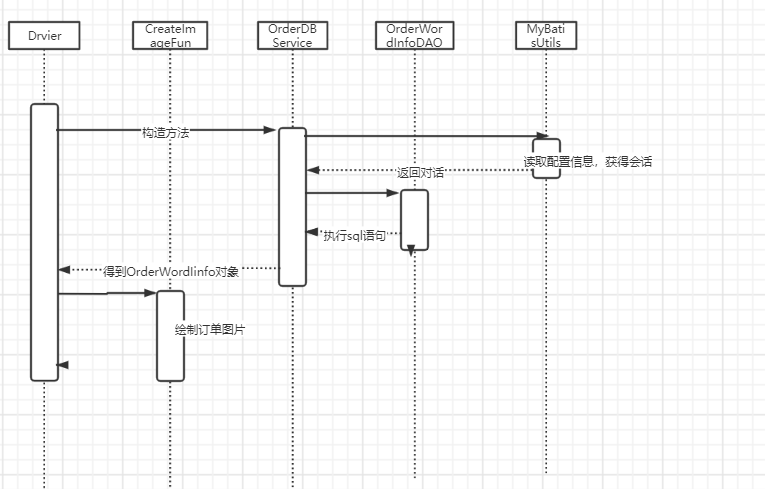 Drvier
CreateIm
aqeFun
OrderDB
Service
OrderWor
dInfoDAO
MyBati
sUtils
构造方法
读取配置信息，获得会话
返回对话
执行sql语句
得到OrderWordIinfo对象
绘制订单图片